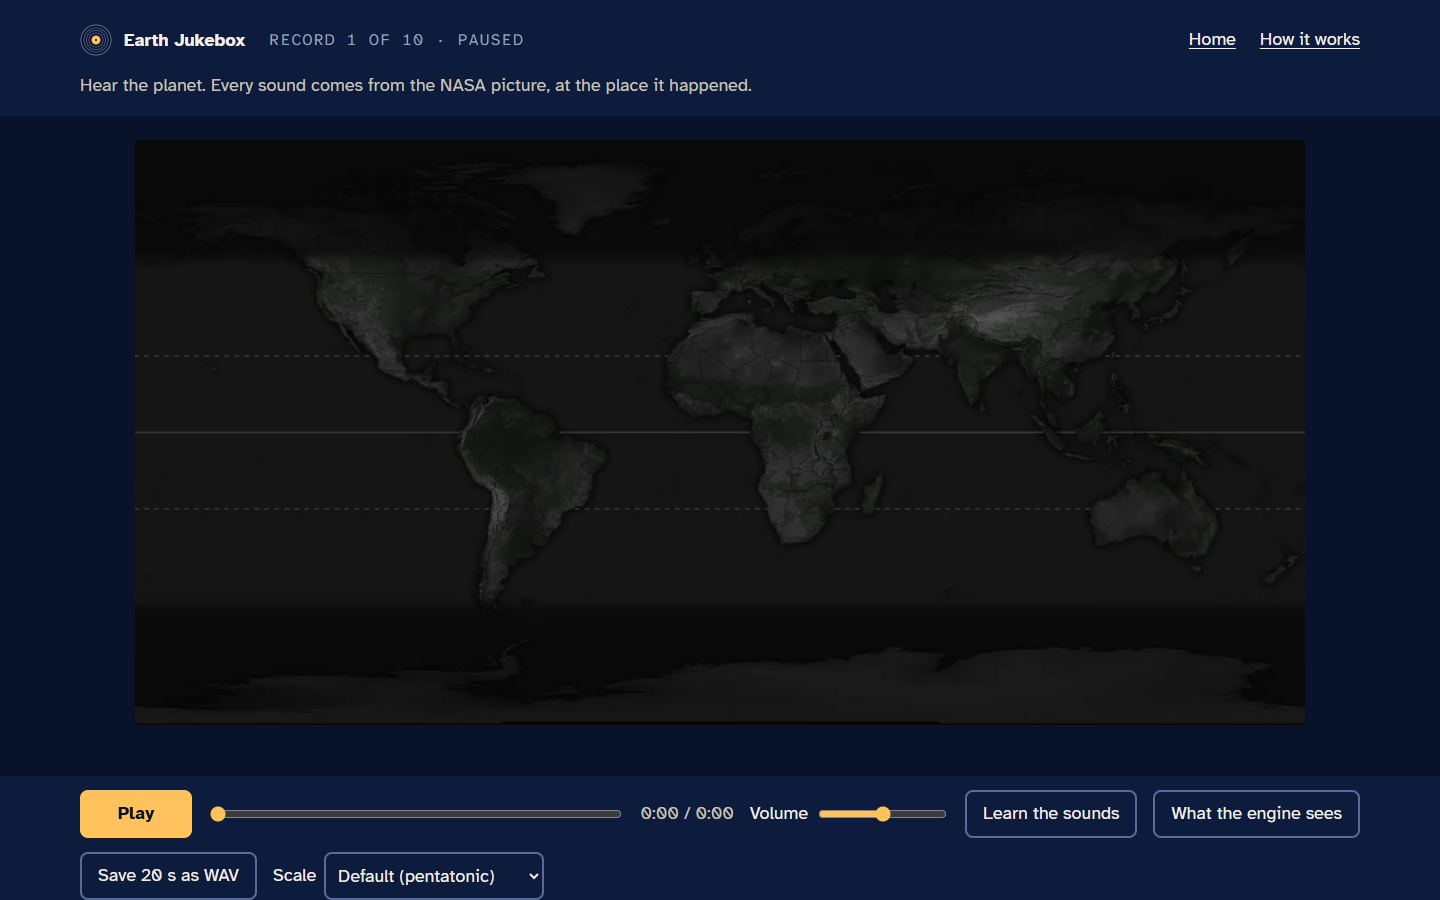 Earth Jukebox RECORD 1 OF 10 · PAUSED Home How it works
Hear the planet. Every sound comes from the NASA picture, at the place it happened.
Play 0:00 / 0:00 Volume Learn the sounds What the engine sees
Save 20 s as WAV Scale Default (pentatonic)